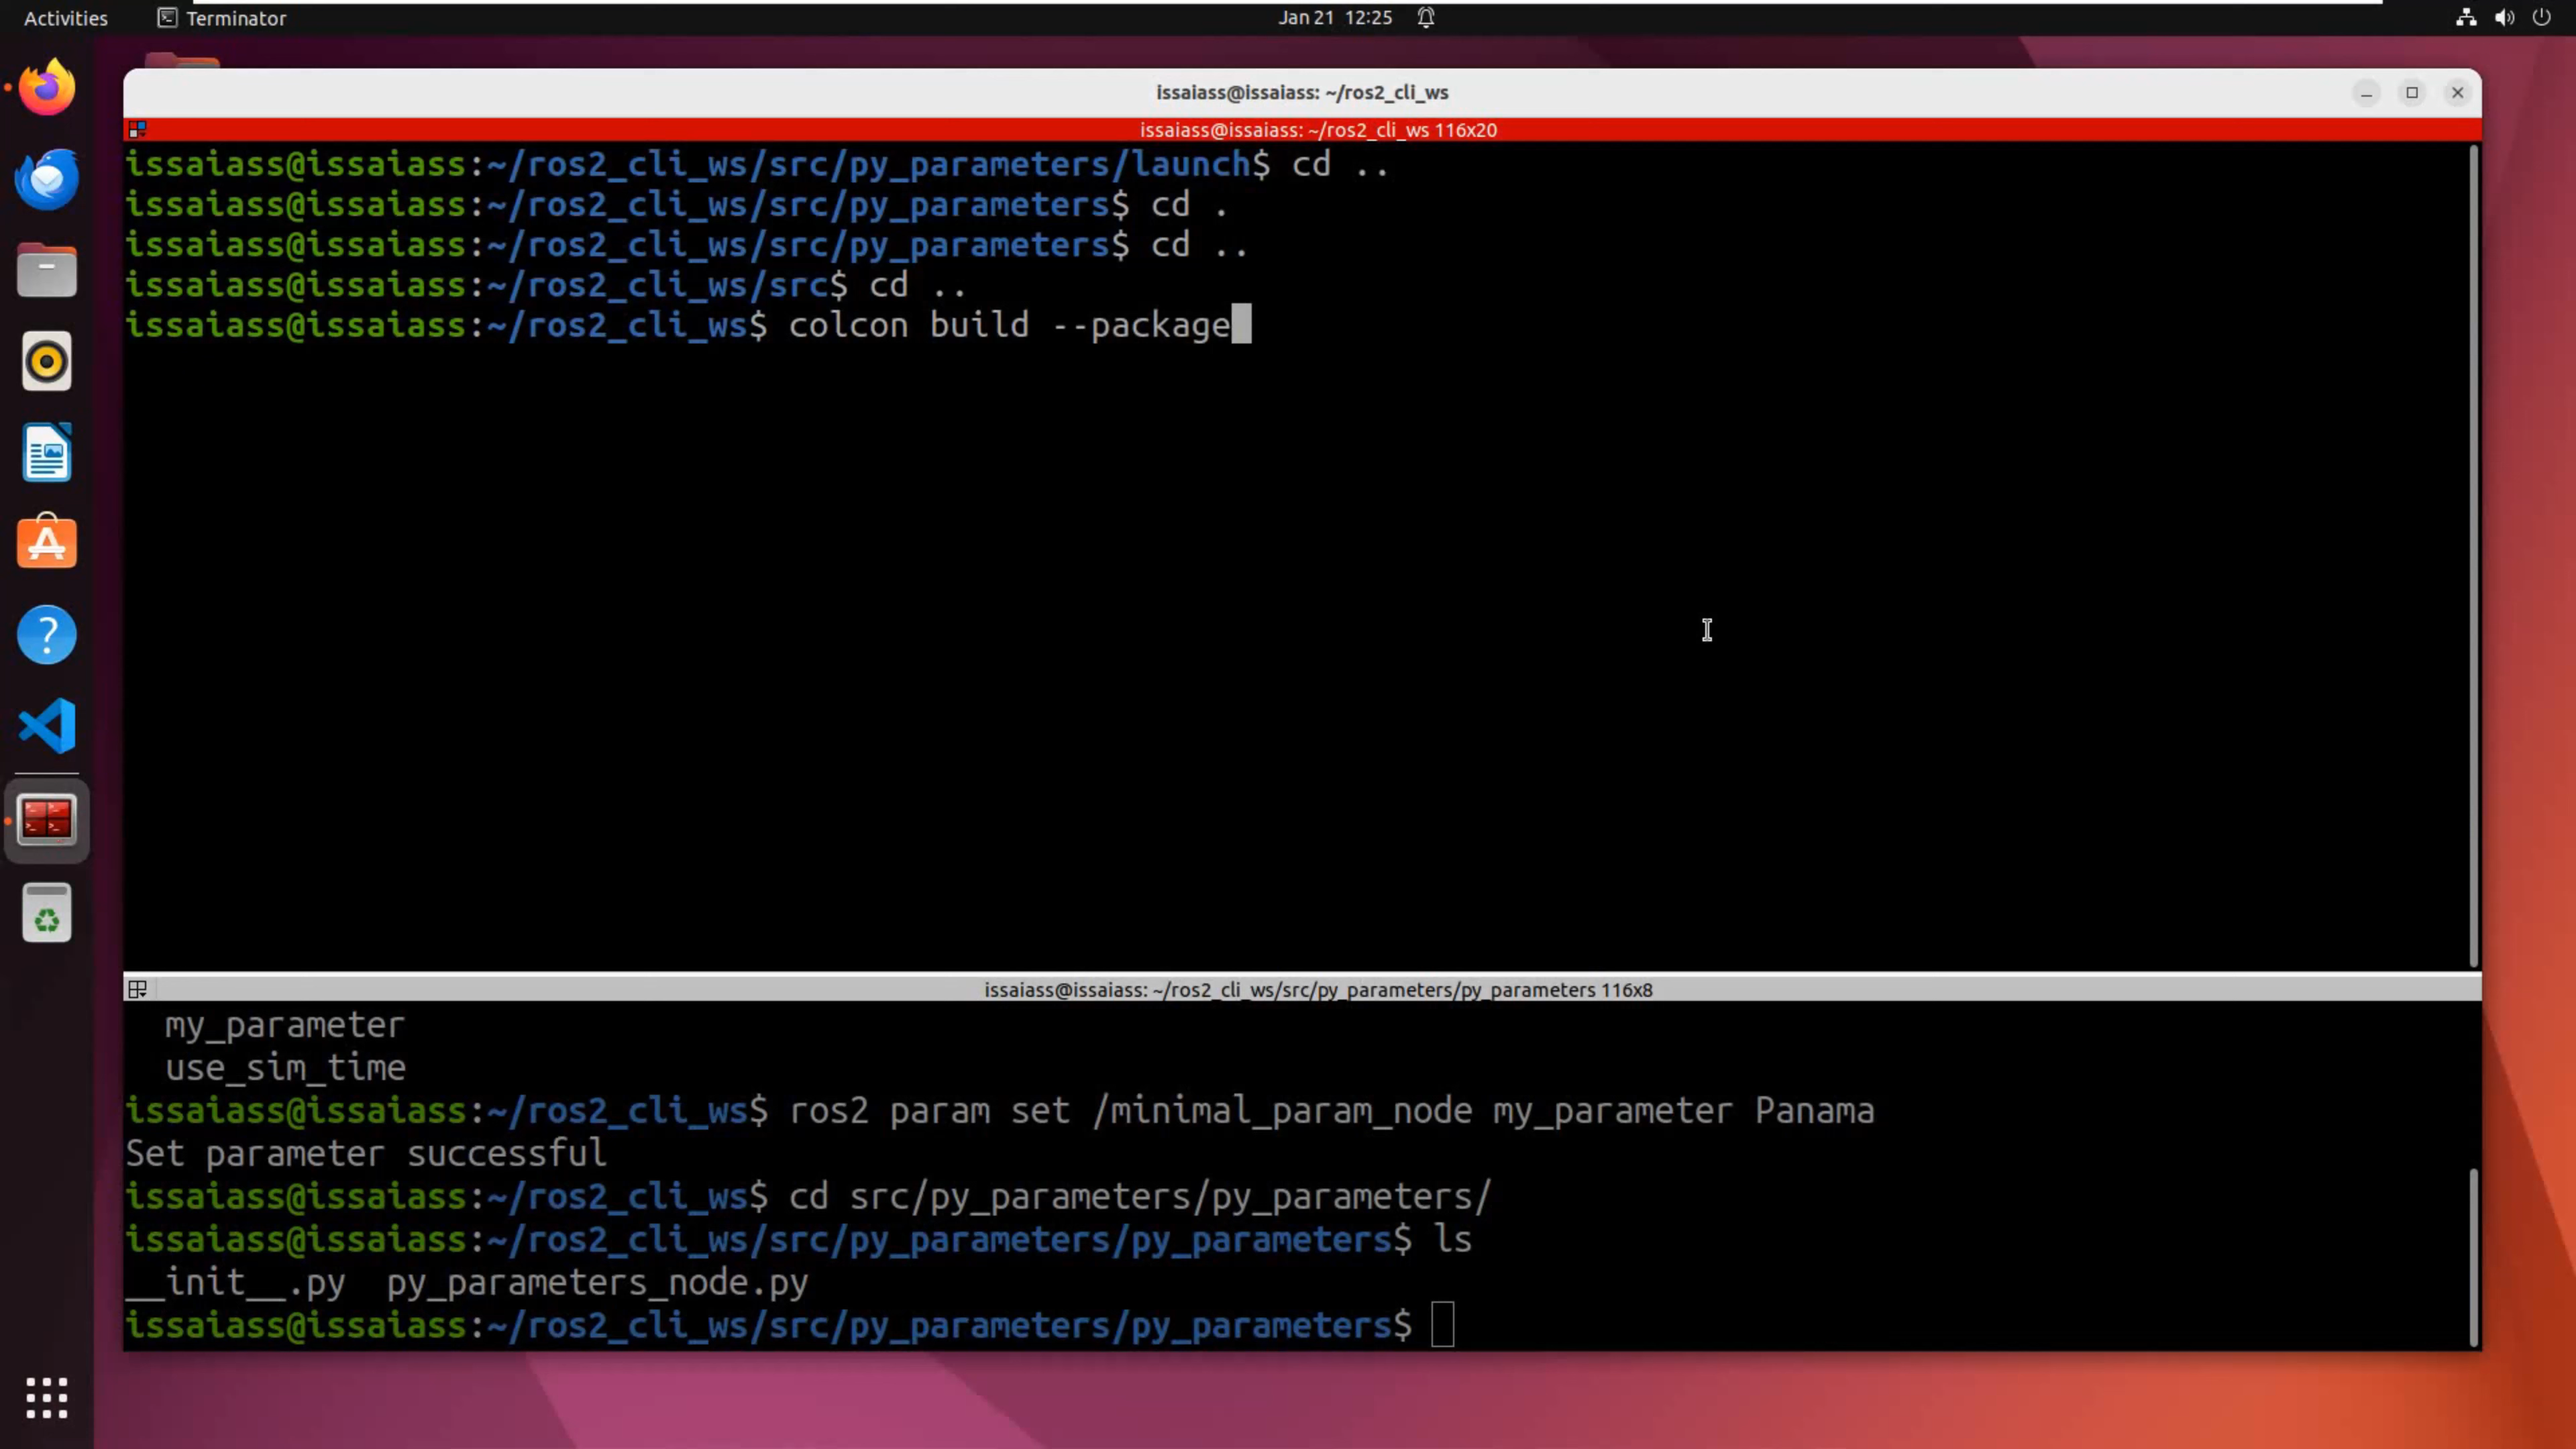 Activities
Terminator
Jan 21 12:25
issaiass@issaiass: ~/ros2_cli_ws
issaiass@issaiass: ~/ros2_cli_ws 116x20
issaiass@issaiass:~/ros2_cli_ws/src/py_parameters/launch$ cd ..
issaiass@issaiass:~/ros2_cli_ws/src/py_parameters$ cd .
issaiass@issaiass:~/ros2_cli_ws/src/py_parameters$ cd ..
issaiass@issaiass:~/ros2_cli_ws/src$ cd ..
issaiass@issaiass:~/ros2_cli_ws$ colcon build --package
issaiass@issaiass: ~/ros2_cli_ws/src/py_parameters/py_parameters 116x8
my_parameter
use_sim_time
issaiass@issaiass:~/ros2_cli_ws$ ros2 param set /minimal_param_node my_parameter Panama
Set parameter successful
issaiass@issaiass:~/ros2_cli_ws$ cd src/py_parameters/py_parameters/
issaiass@issaiass:~/ros2_cli_ws/src/py_parameters/py_parameters$ ls
__init__.py  py_parameters_node.py
issaiass@issaiass:~/ros2_cli_ws/src/py_parameters/py_parameters$